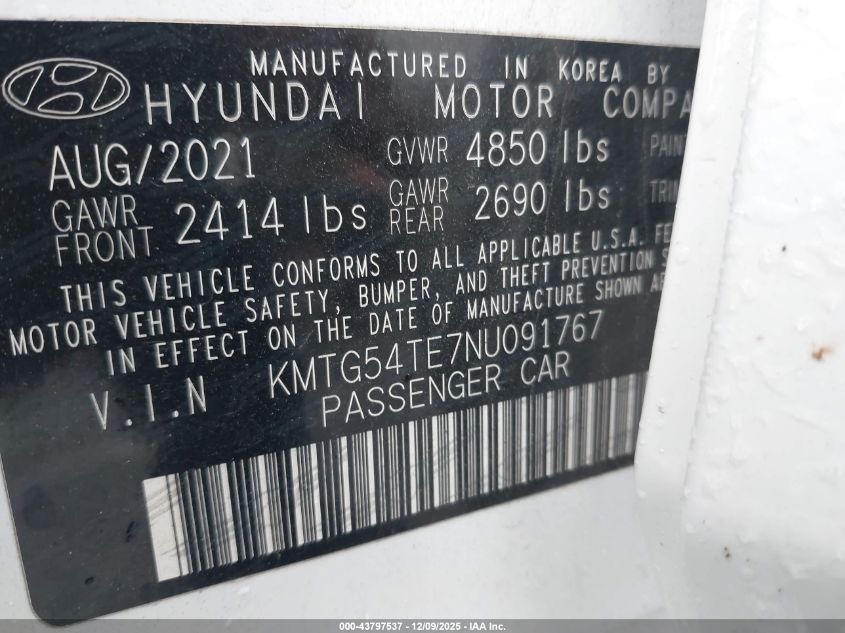 MANUFACTURED IN KOREA BY
HYUNDAI MOTOR
AUG/2021 GVWR 4850 lbs
GAWR FRONT 2414 lbs GAWR REAR 2690 lbs
THIS VEHICLE CONFORMS TO ALL APPLICABLE U.S.A.
MOTOR VEHICLE SAFETY, BUMPER, AND THEFT PREVENTION
IN EFFECT ON THE DATE OF MANUFACTURE SHOWN
V.I.N KMTG54TE7NU091767
PASSENGER CAR
000-43797537 - 12/09/2025 - IAA Inc.